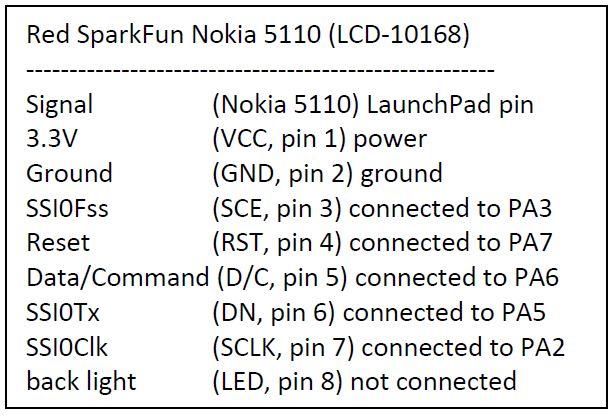 Red SparkFun Nokia 5110 (LCD-10168)
-----------------------------------------------------
Signal (Nokia 5110) LaunchPad pin
3.3V (VCC, pin 1) power
Ground (GND, pin 2) ground
SSI0Fss (SCE, pin 3) connected to PA3
Reset (RST, pin 4) connected to PA7
Data/Command (D/C, pin 5) connected to PA6
SSI0Tx (DN, pin 6) connected to PA5
SSI0Clk (SCLK, pin 7) connected to PA2
back light (LED, pin 8) not connected